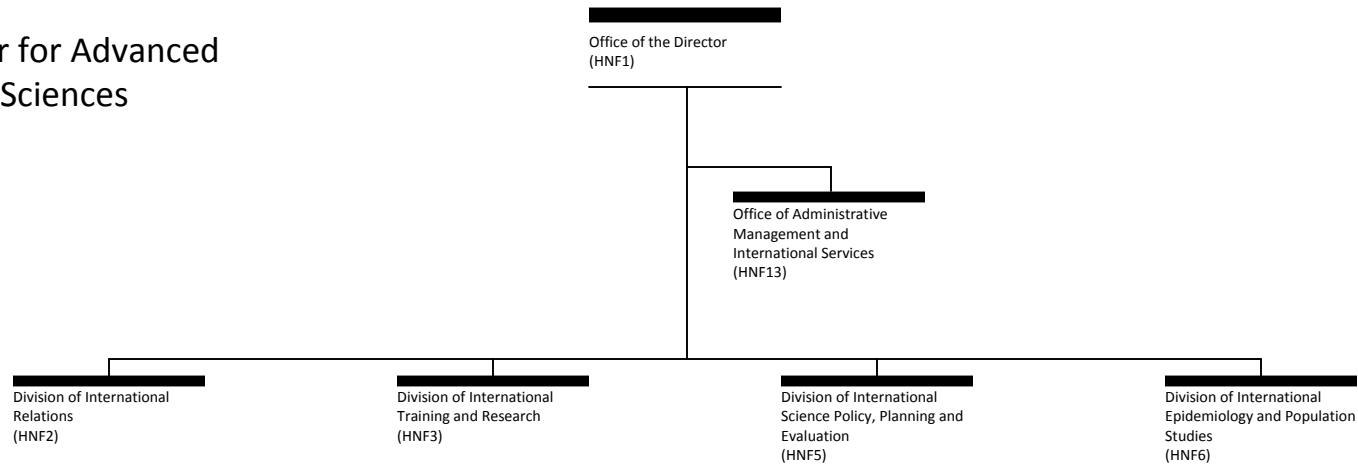 for Advanced
Sciences
Office of the Director
(HNF1)
Office of Administrative
Management and
International Services
(HNF13)
Division of International
Relations
(HNF2)
Division of International
Training and Research
(HNF3)
Division of International
Science Policy, Planning and
Evaluation
(HNF5)
Division of International
Epidemiology and Population
Studies
(HNF6)